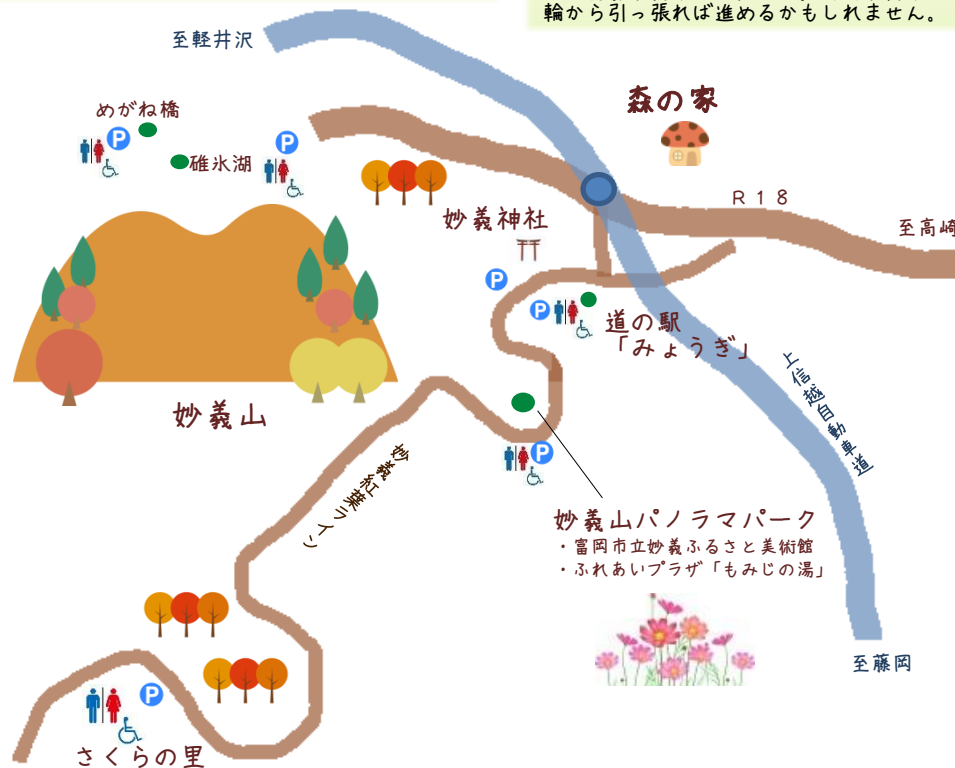 輪から引っ張れば進めるかもしれません。
至軽井沢
森の家
めがね橋
P
P
碓氷湖
R18
妙義神社
至高崎
P
P
道の駅
「みょうぎ」
上信越自動車道
妙義山
妙義紅葉ライン
P
妙義山パノラマパーク
・富岡市立妙義ふるさと美術館
・ふれあいプラザ「もみじの湯」
至藤岡
P
さくらの里